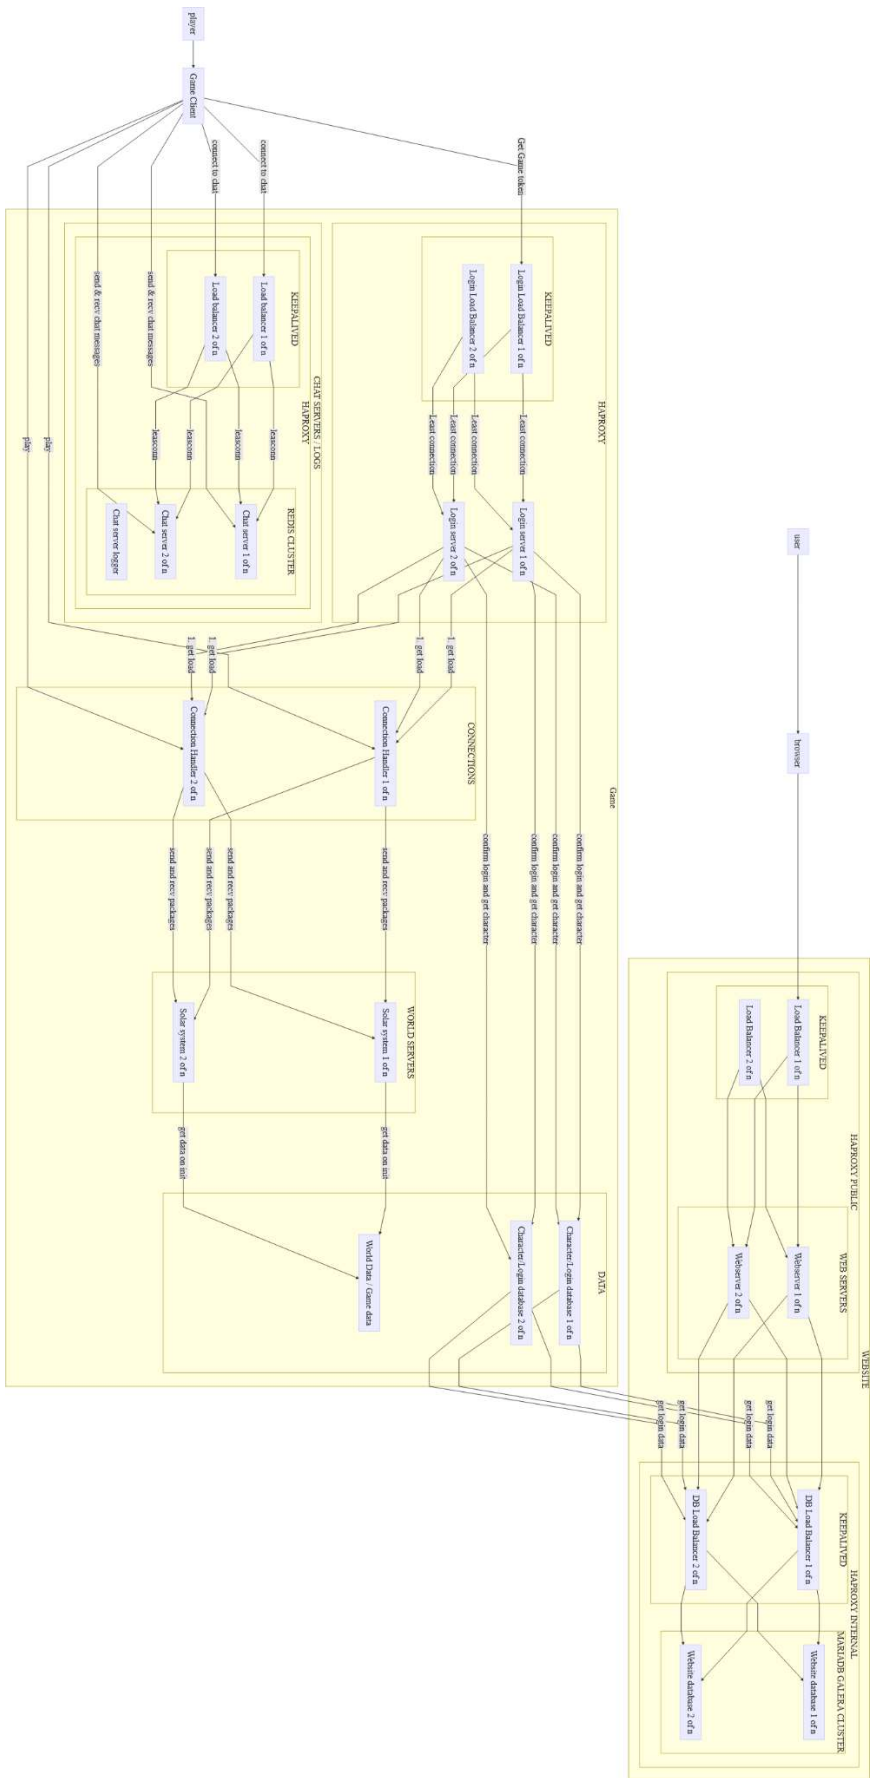 player
Game Client
Get Game token
connect to chat
connect to chat
send & recv chat messages
send & recv chat messages
play
play
Game
HAPROXY
KEEPALIVED
Login Load Balancer 1 of n
Login Load Balancer 2 of n
Least connection
Least connection
Least connection
Least connection
Login server 1 of n
Login server 2 of n
CHAT SERVERS / LOGS
HAPROXY
KEEPALIVED
Load balancer 1 of n
Load balancer 2 of n
leasconn
leasconn
leasconn
leasconn
REDIS CLUSTER
Chat server 1 of n
Chat server 2 of n
Chat server logger
1. get load
1. get load
1. get load
1. get load
CONNECTIONS
Connection Handler 1 of n
Connection Handler 2 of n
confirm login and get character
confirm login and get character
confirm login and get character
confirm login and get character
send and recv packages
send and recv packages
send and recv packages
send and recv packages
WORLD SERVERS
Solar system 1 of n
Solar system 2 of n
get data on init
get data on init
DATA
Character/Login database 1 of n
Character/Login database 2 of n
World Data / Game data
user
browser
WEBSITE
HAPROXY PUBLIC
KEEPALIVED
Load Balancer 1 of n
Load Balancer 2 of n
WEB SERVERS
Webserver 1 of n
Webserver 2 of n
get login data
get login data
get login data
get login data
HAPROXY INTERNAL
KEEPALIVED
DB Load Balancer 1 of n
DB Load Balancer 2 of n
MARIADB GALERA CLUSTER
Website database 1 of n
Website database 2 of n